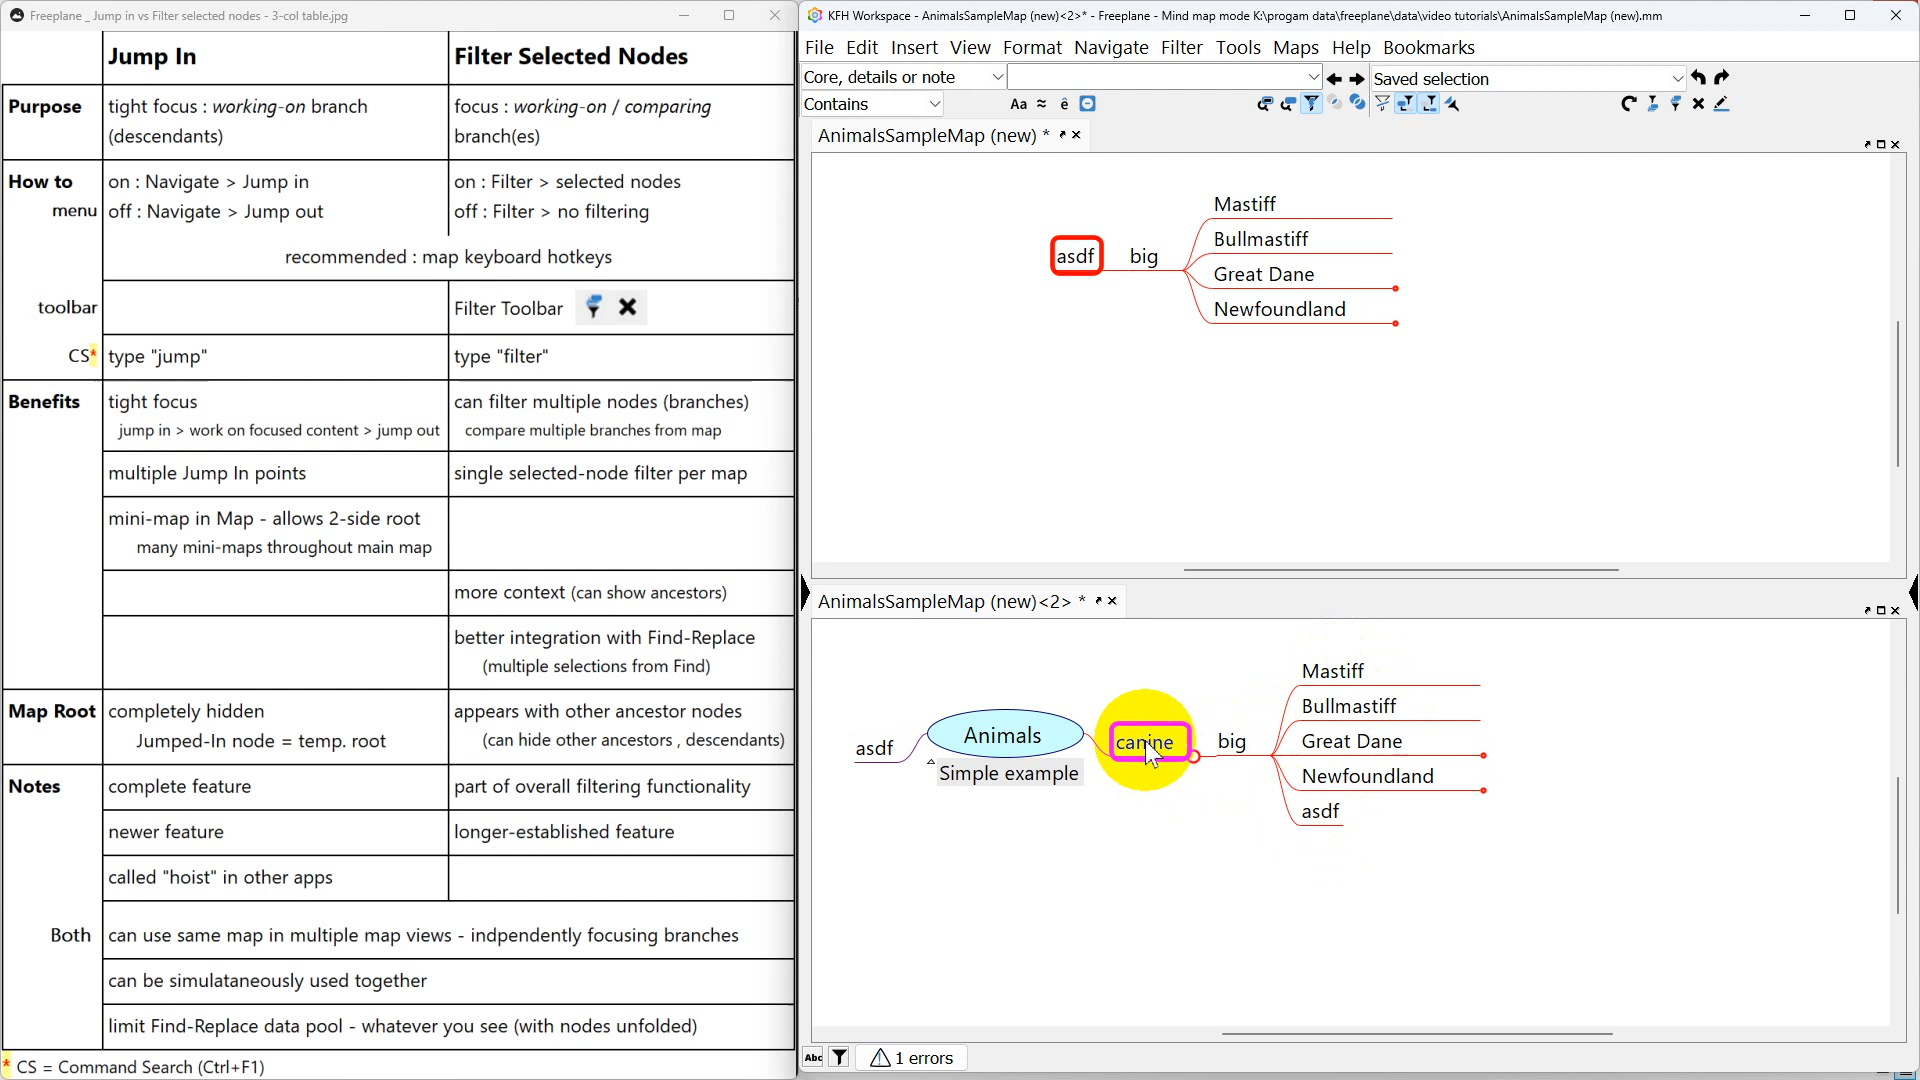 Freeplane _ Jump in vs Filter selected nodes - 3-col table.jpg
Jump In
Filter Selected Nodes
Purpose
tight focus : working-on branch
(descendants)
focus : working-on / comparing
branch(es)
How to
menu
on : Navigate > Jump in
off : Navigate > Jump out
on : Filter > selected nodes
off : Filter > no filtering
recommended : map keyboard hotkeys
toolbar
Filter Toolbar
CS*
type "jump"
type "filter"
Benefits
tight focus
jump in > work on focused content > jump out
can filter multiple nodes (branches)
compare multiple branches from map
multiple Jump In points
single selected-node filter per map
mini-map in Map - allows 2-side root
many mini-maps throughout main map
more context (can show ancestors)
better integration with Find-Replace
(multiple selections from Find)
Map Root
completely hidden
Jumped-In node = temp. root
appears with other ancestor nodes
(can hide other ancestors , descendants)
Notes
complete feature
part of overall filtering functionality
newer feature
longer-established feature
called "hoist" in other apps
Both
can use same map in multiple map views - indpendently focusing branches
can be simulataneously used together
limit Find-Replace data pool - whatever you see (with nodes unfolded)
* CS = Command Search (Ctrl+F1)
KFH Workspace - AnimalsSampleMap (new)<2>* - Freeplane - Mind map mode K:\progam data\freeplane\data\video tutorials\AnimalsSampleMap (new).mm
File Edit Insert View Format Navigate Filter Tools Maps Help Bookmarks
Core, details or note
Saved selection
Contains
Aa ≈ ê
AnimalsSampleMap (new) *
asdf
big
Mastiff
Bullmastiff
Great Dane
Newfoundland
AnimalsSampleMap (new)<2> *
asdf
Animals
Simple example
canine
big
Mastiff
Bullmastiff
Great Dane
Newfoundland
asdf
Abc
1 errors